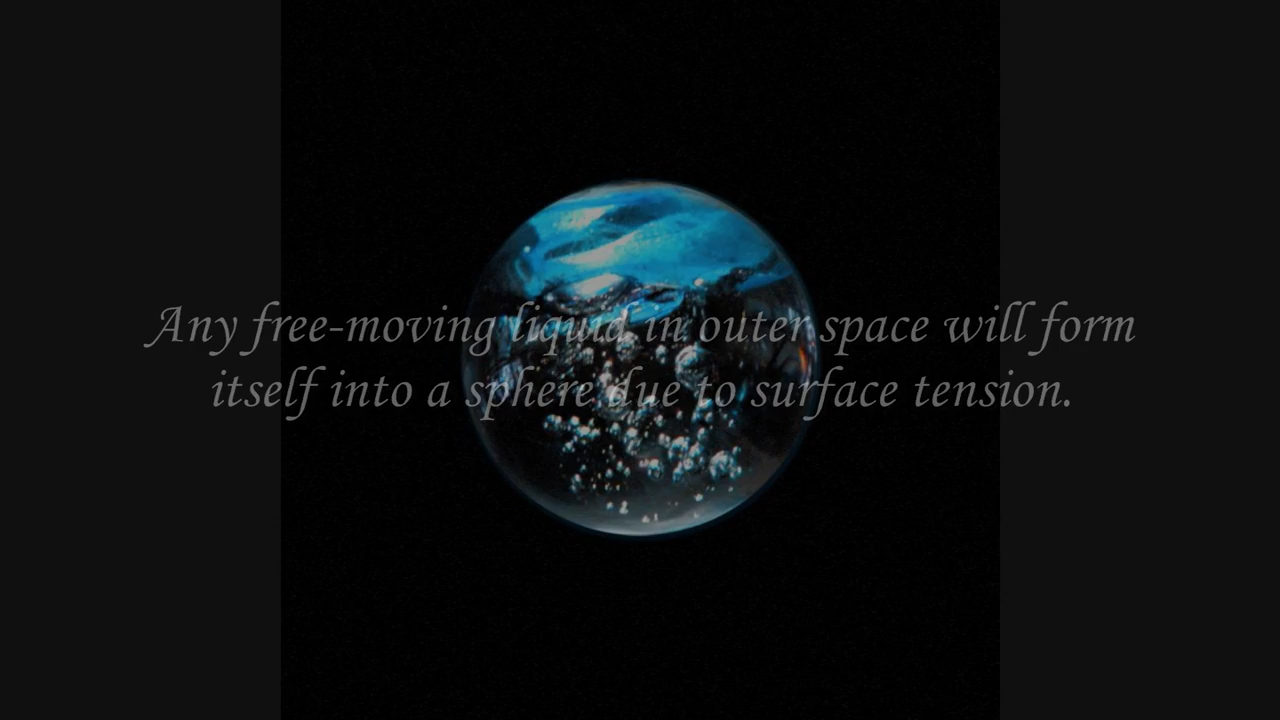 Any free-moving liquid in outer space will form
itself into a sphere due to surface tension.